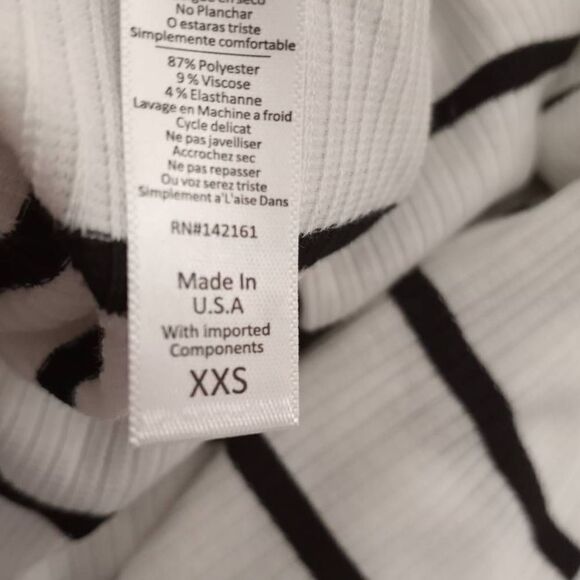 No Planchar
O estaras triste
Simplemente comfortable
87% Polyester
9% Viscose
4% Elasthanne
Lavage en Machine a froid
Cycle delicat
Ne pas javelliser
Accrochez sec
Ne pas repasser
Ou voz serez triste
Simplement a'L'aise Dans
RN#142161
Made In
U.S.A
With imported
Components
XXS